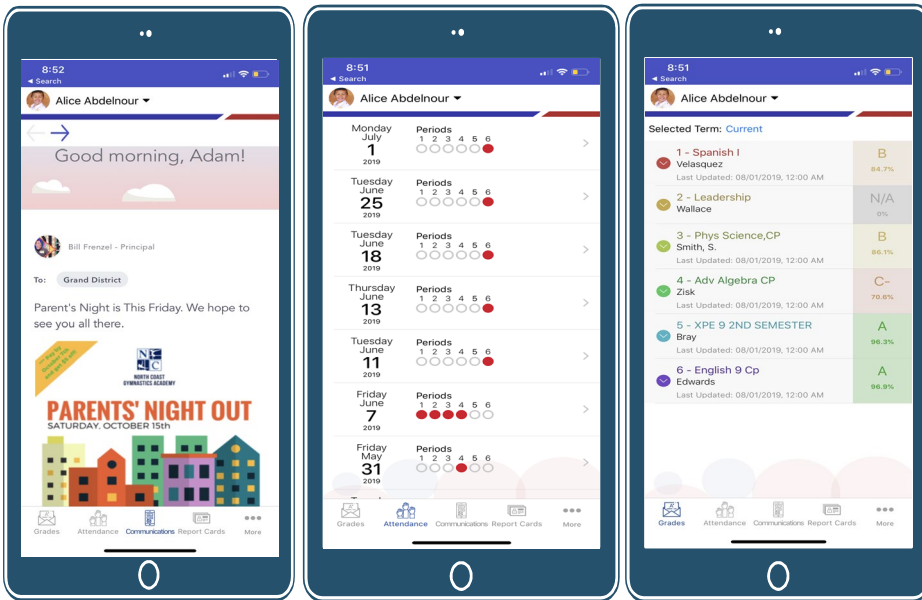 8:52
◄ Search
Alice Abdelnour ▾
Good morning, Adam!
Bill Frenzel - Principal
To: Grand District
Parent's Night is This Friday. We hope to
see you all there.
NORTH COAST
GYMNASTICS ACADEMY
PARENTS' NIGHT OUT
SATURDAY, OCTOBER 15th
Grades Attendance Communications Report Cards More
8:51
◄ Search
Alice Abdelnour ▾
Monday
July
1
2019
Periods
1 2 3 4 5 6
Tuesday
June
25
2019
Periods
1 2 3 4 5 6
Tuesday
June
18
2019
Periods
1 2 3 4 5 6
Thursday
June
13
2019
Periods
1 2 3 4 5 6
Tuesday
June
11
2019
Periods
1 2 3 4 5 6
Friday
June
7
2019
Periods
1 2 3 4 5 6
Friday
May
31
2019
Periods
1 2 3 4 5 6
Grades Attendance Communications Report Cards More
8:51
◄ Search
Alice Abdelnour ▾
Selected Term: Current
1 - Spanish I
Velasquez
Last Updated: 08/01/2019, 12:00 AM
B
84.7%
2 - Leadership
Wallace
N/A
0%
3 - Phys Science,CP
Smith, S.
Last Updated: 08/01/2019, 12:00 AM
B
86.1%
4 - Adv Algebra CP
Zisk
Last Updated: 08/01/2019, 12:00 AM
C-
70.6%
5 - XPE 9 2ND SEMESTER
Bray
Last Updated: 08/01/2019, 12:00 AM
A
96.3%
6 - English 9 Cp
Edwards
Last Updated: 08/01/2019, 12:00 AM
A
96.9%
Grades Attendance Communications Report Cards More